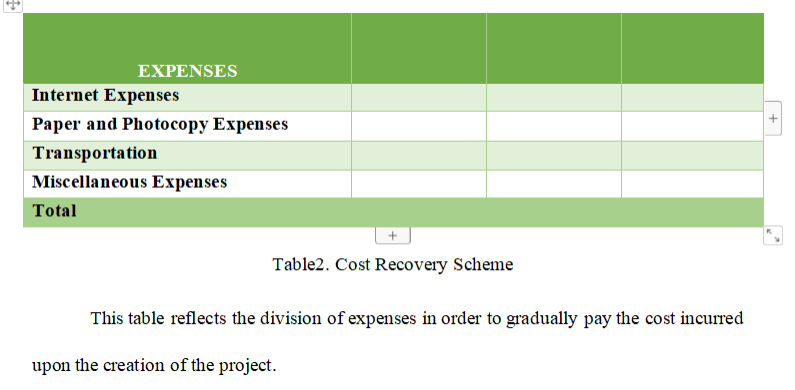 EXPENSES
Internet Expenses
Paper and Photocopy Expenses
Transportation
Miscellaneous Expenses
Total
Table2. Cost Recovery Scheme
This table reflects the division of expenses in order to gradually pay the cost incurred
upon the creation of the project.